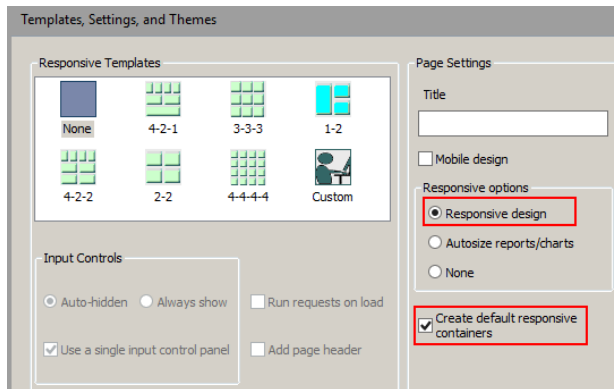 Templates, Settings, and Themes
Responsive Templates
None
4-2-1
3-3-3
1-2
4-2-2
2-2
4-4-4-4
Custom
Input Controls
Auto-hidden
Always show
Run requests on load
Use a single input control panel
Add page header
Page Settings
Title
Mobile design
Responsive options
Responsive design
Autosize reports/charts
None
Create default responsive
containers